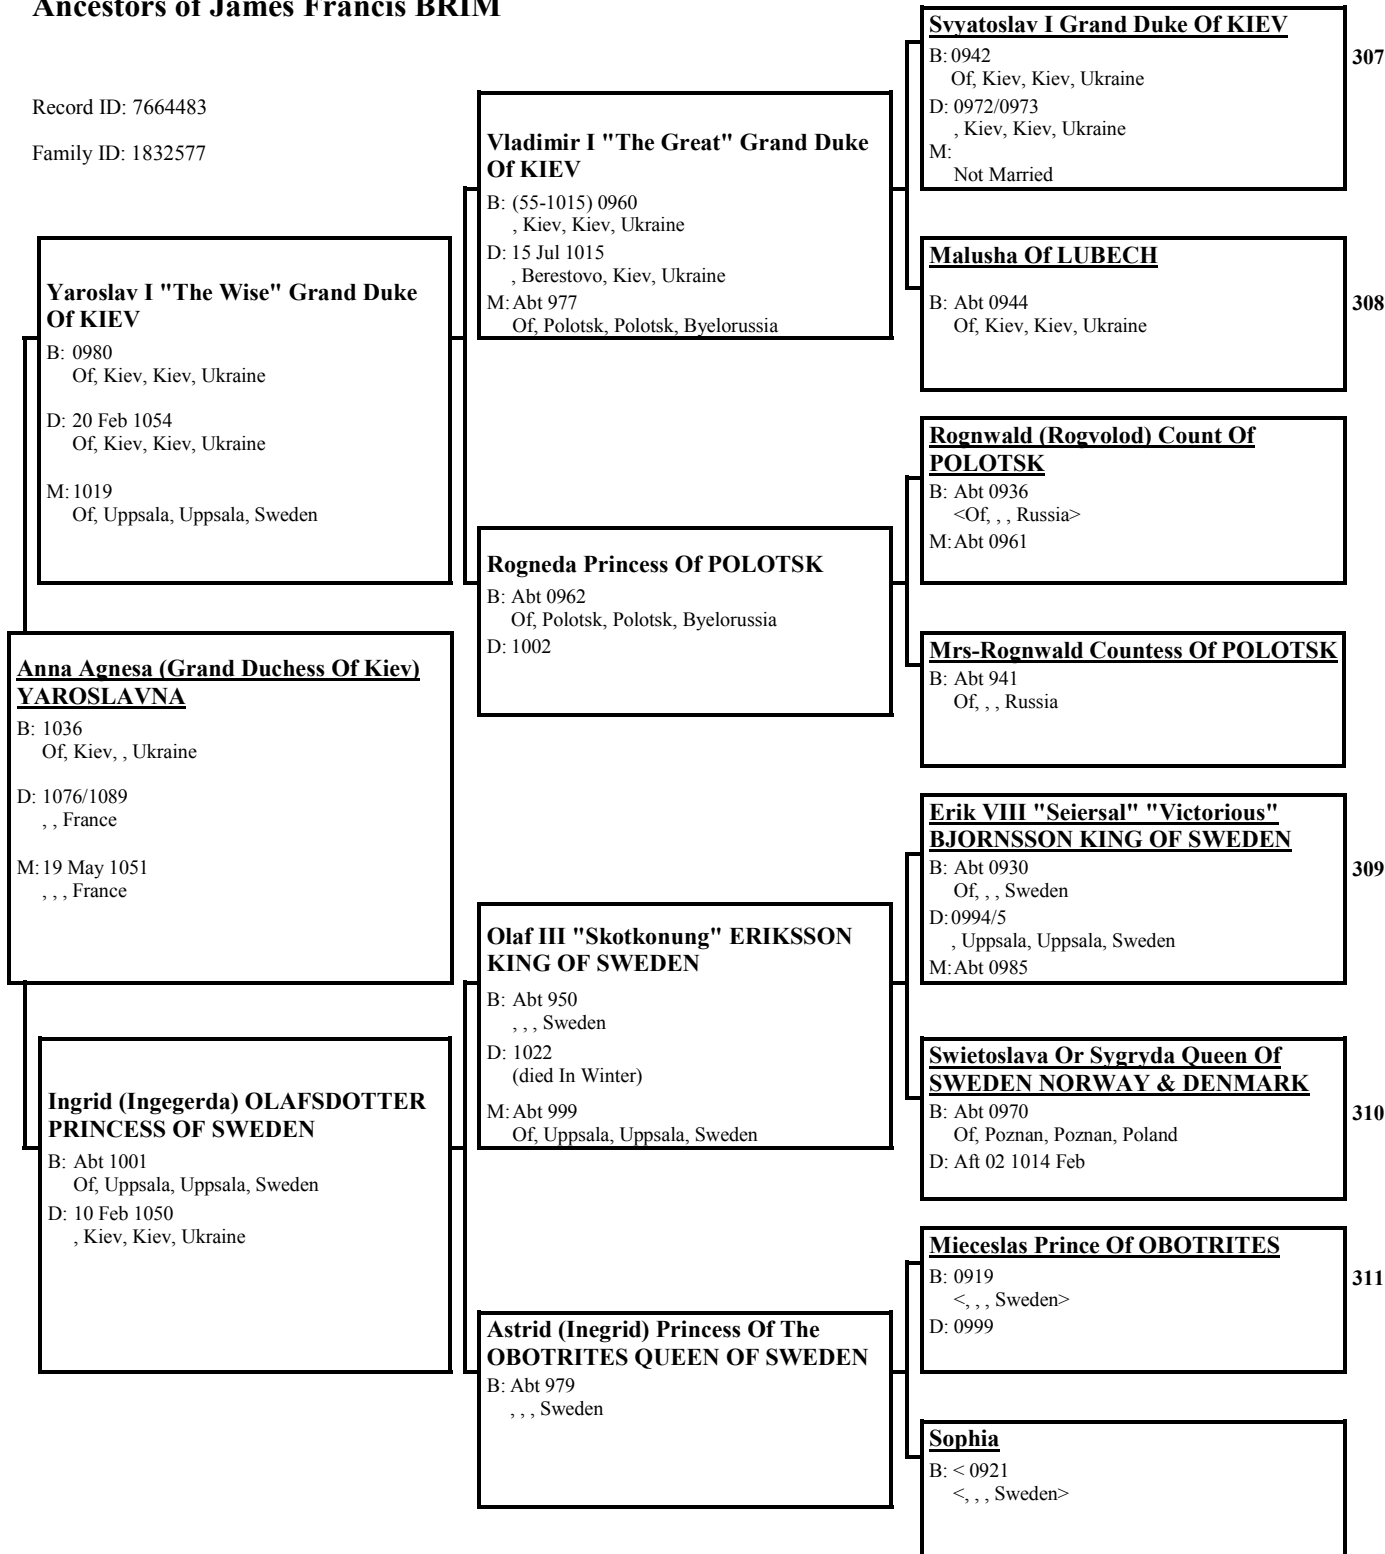 Ancestors of James Francis BRIM
Record ID: 7664483
Family ID: 1832577
Yaroslav I "The Wise" Grand Duke
Of KIEV
B: 0980
Of, Kiev, Kiev, Ukraine
D: 20 Feb 1054
Of, Kiev, Kiev, Ukraine
M: 1019
Of, Uppsala, Uppsala, Sweden
Anna Agnesa (Grand Duchess Of Kiev)
YAROSLAVNA
B: 1036
Of, Kiev, , Ukraine
D: 1076/1089
, , France
M: 19 May 1051
, , , France
Ingrid (Ingegerda) OLAFSDOTTER
PRINCESS OF SWEDEN
B: Abt 1001
Of, Uppsala, Uppsala, Sweden
D: 10 Feb 1050
, Kiev, Kiev, Ukraine
Vladimir I "The Great" Grand Duke
Of KIEV
B: (55-1015) 0960
, Kiev, Kiev, Ukraine
D: 15 Jul 1015
, Berestovo, Kiev, Ukraine
M: Abt 977
Of, Polotsk, Polotsk, Byelorussia
Rogneda Princess Of POLOTSK
B: Abt 0962
Of, Polotsk, Polotsk, Byelorussia
D: 1002
Olaf III "Skotkonung" ERIKSSON
KING OF SWEDEN
B: Abt 950
, , , Sweden
D: 1022
(died In Winter)
M: Abt 999
Of, Uppsala, Uppsala, Sweden
Astrid (Inegrid) Princess Of The
OBOTRITES QUEEN OF SWEDEN
B: Abt 979
, , , Sweden
Svyatoslav I Grand Duke Of KIEV
B: 0942
Of, Kiev, Kiev, Ukraine
D: 0972/0973
, Kiev, Kiev, Ukraine
M:
Not Married
307
Malusha Of LUBECH
B: Abt 0944
Of, Kiev, Kiev, Ukraine
308
Rognwald (Rogvolod) Count Of
POLOTSK
B: Abt 0936
<Of, , , Russia>
M: Abt 0961
Mrs-Rognwald Countess Of POLOTSK
B: Abt 941
Of, , , Russia
Erik VIII "Seiersal" "Victorious"
BJORNSSON KING OF SWEDEN
B: Abt 0930
Of, , , Sweden
D: 0994/5
, Uppsala, Uppsala, Sweden
M: Abt 0985
309
Swietoslava Or Sygryda Queen Of
SWEDEN NORWAY & DENMARK
B: Abt 0970
Of, Poznan, Poznan, Poland
D: Aft 02 1014 Feb
310
Mieceslas Prince Of OBOTRITES
B: 0919
<, , , Sweden>
D: 0999
311
Sophia
B: < 0921
<, , , Sweden>